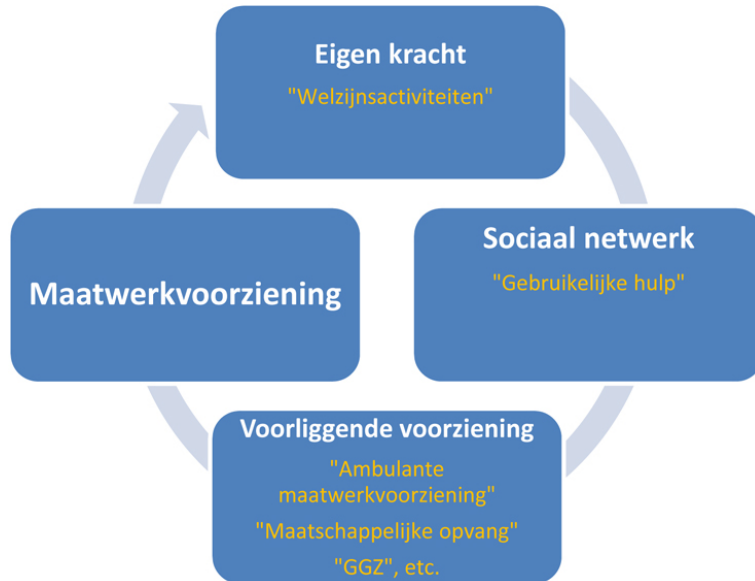 Eigen kracht
"Welzijnsactiviteiten"
Sociaal netwerk
"Gebruikelijke hulp"
Voorliggende voorziening
"Ambulante
maatwerkvoorziening"
"Maatschappelijke opvang"
"GGZ", etc.
Maatwerkvoorziening